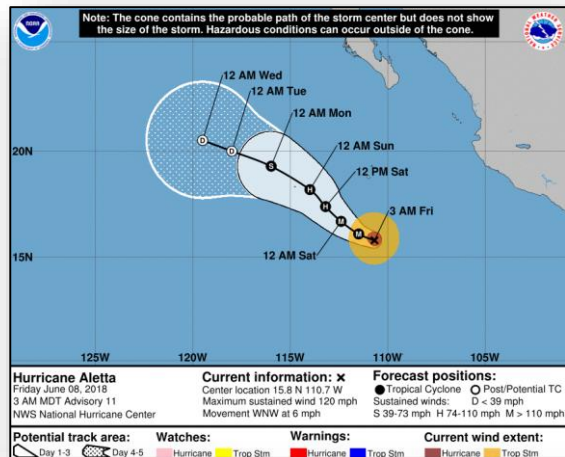 Note: The cone contains the probable path of the storm center but does not show
the size of the storm. Hazardous conditions can occur outside of the cone.
NOAA
12 AM Wed
12 AM Tue
12 AM Mon
20N
D
D
S
12 AM Sun
H
12 PM Sat
H
3 AM Fri
M
M
12 AM Sat
15N
125W
120W
115W
110W
105W
Hurricane Aletta
Friday June 08, 2018
3 AM MDT Advisory 11
NWS National Hurricane Center
Current information: x
Center location 15.8 N 110.7 W
Maximum sustained wind 120 mph
Movement WNW at 6 mph
Forecast positions:
Tropical Cyclone Post/Potential TC
Sustained winds: D < 39 mph
S 39-73 mph H 74-110 mph M > 110 mph
Potential track area:
Day 1-3 Day 4-5
Watches:
Hurricane Trop Stm
Warnings:
Hurricane Trop Stm
Current wind extent:
Hurricane Trop Stm